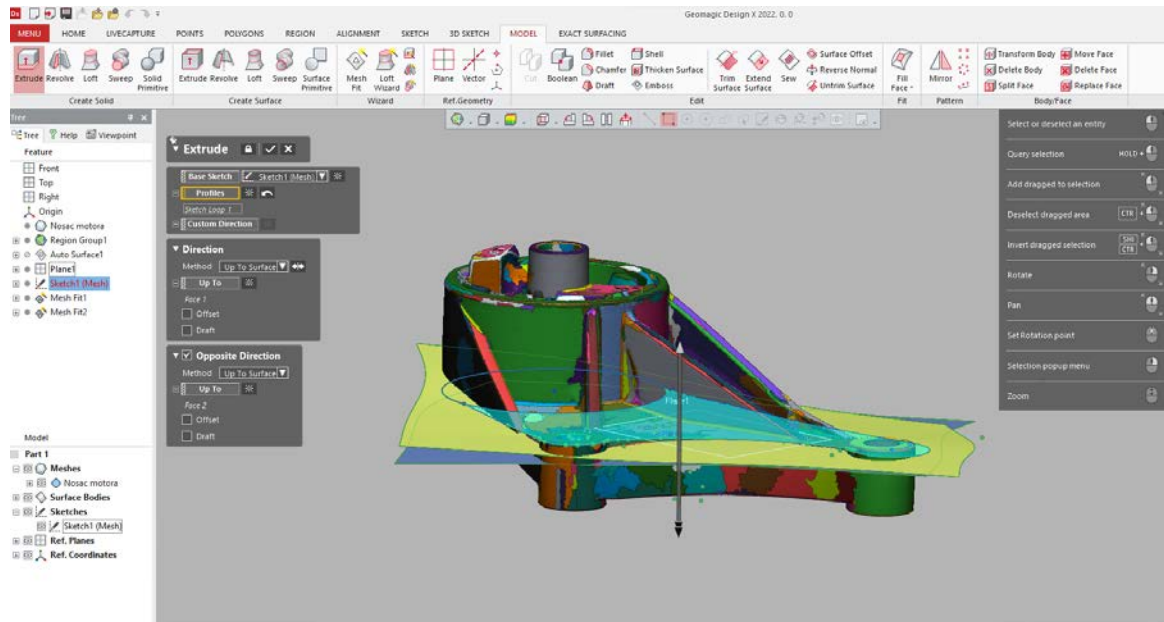 Ds
Geomagic Design X 2022. 0. 0
MENU HOME LIVECAPTURE POINTS POLYGONS REGION ALIGNMENT SKETCH 3D SKETCH MODEL EXACT SURFACING
Extrude Revolve Loft Sweep Solid Primitive
Create Solid
Extrude Revolve Loft Sweep Surface Primitive
Create Surface
Mesh Fit Loft Wizard
Wizard
Plane Vector
Ref.Geometry
Cut Boolean
Fillet Shell
Chamfer Thicken Surface
Draft Emboss
Trim Surface Extend Surface Sew
Surface Offset
Reverse Normal
Untrim Surface
Edit
Fill Face
Fit
Mirror
Pattern
Transform Body Move Face
Delete Body Delete Face
Split Face Replace Face
Body/Face
Tree
Tree Help Viewpoint
Feature
Front
Top
Right
Origin
Nosac motora
Region Group1
Auto Surface1
Plane1
Sketch1 (Mesh)
Mesh Fit1
Mesh Fit2
Model
Part 1
Meshes
Nosac motora
Surface Bodies
Sketches
Sketch1 (Mesh)
Ref. Planes
Ref. Coordinates
Extrude
Base Sketch Sketch1 (Mesh)
Profiles
Sketch Loop 1
Custom Direction
Direction
Method Up To Surface
Up To
Face 1
Offset
Draft
Opposite Direction
Method Up To Surface
Up To
Face 2
Offset
Draft
Plane1
Select or deselect an entity
Query selection HOLD +
Add dragged to selection
Deselect dragged area CTR +
Invert dragged selection SHI CTR +
Rotate
Pan
Set Rotation point
Selection popup menu
Zoom